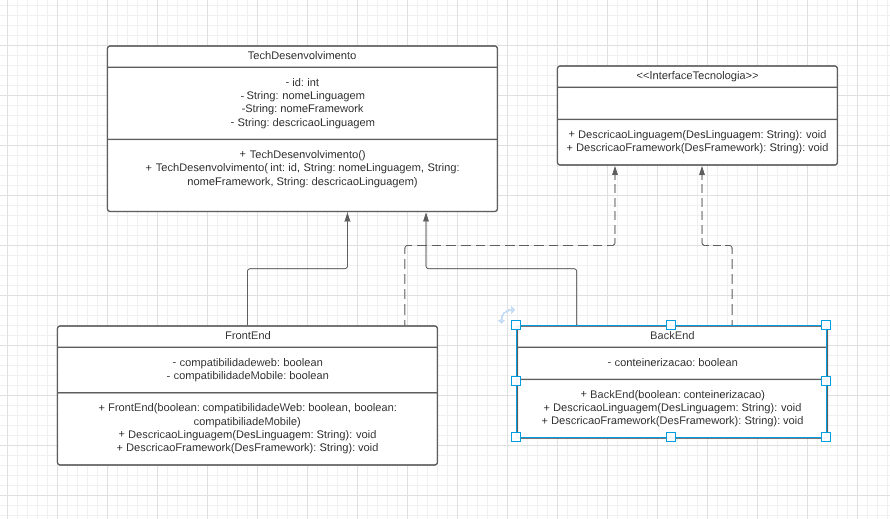 TechDesenvolvimento
- id: int
- String: nomeLinguagem
-String: nomeFramework
- String: descricaoLinguagem
+ TechDesenvolvimento()
+ TechDesenvolvimento( int: id, String: nomeLinguagem, String:
nomeFramework, String: descricaoLinguagem)
<<InterfaceTecnologia>>
+ DescricaoLinguagem(DesLinguagem: String): void
+ DescricaoFramework(DesFramework): String): void
FrontEnd
- compatibilidadeweb: boolean
- compatibilidadeMobile: boolean
+ FrontEnd(boolean: compatibilidadeWeb: boolean, boolean:
compatibiliadeMobile)
+ DescricaoLinguagem(DesLinguagem: String): void
+ DescricaoFramework(DesFramework): String): void
BackEnd
- conteinerizacao: boolean
+ BackEnd(boolean: conteinerizacao)
+ DescricaoLinguagem(DesLinguagem: String): void
+ DescricaoFramework(DesFramework): String): void